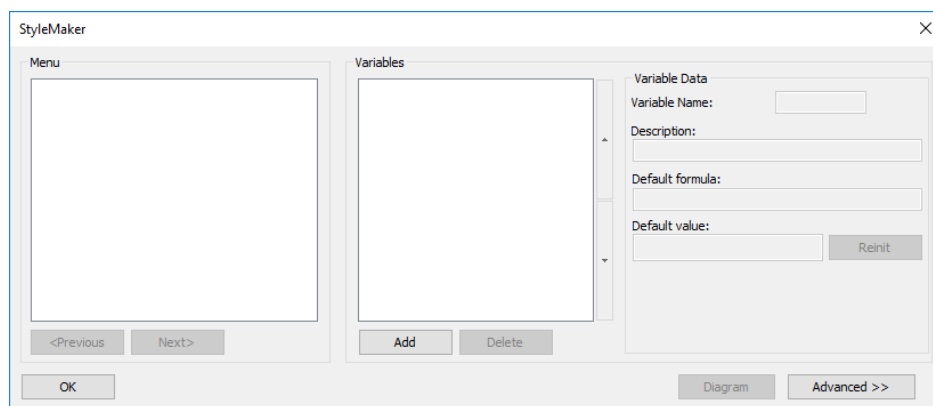 StyleMaker
Menu
<Previous
Next>
Variables
Add
Delete
Variable Data
Variable Name:
Description:
Default formula:
Default value:
Reinit
OK
Diagram
Advanced >>